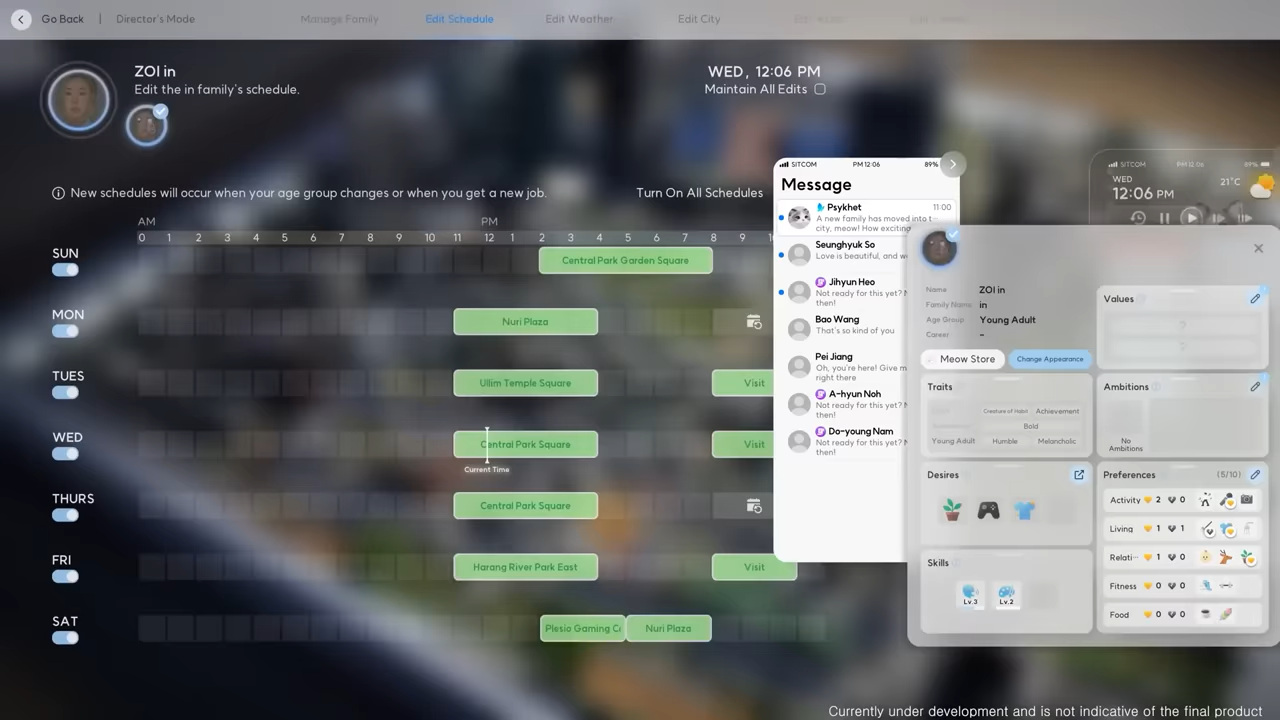 Go Back | Director's Mode
Manage Family
Edit Schedule
Edit Weather
Edit City
ZOI in
Edit the in family's schedule.
WED, 12:06 PM
Maintain All Edits
New schedules will occur when your age group changes or when you get a new job.
Turn On All Schedules
AM
PM
0 1 2 3 4 5 6 7 8 9 10 11 12 1 2 3 4 5 6 7 8 9
SUN
Central Park Garden Square
MON
Nuri Plaza
TUES
Ullim Temple Square
Visit
WED
Central Park Square
Visit
Current Time
THURS
Central Park Square
FRI
Harang River Park East
Visit
SAT
Plesio Gaming C
Nuri Plaza
SITCOM PM 12:06 89%
Message
Psykhet 11:00
A new family has moved into t-
city, meow! How exciting
Seunghyuk So
Love is beautiful, and w
Jihyun Heo
Not ready for this yet? N
then!
Bao Wang
That's so kind of you
Pei Jiang
Oh, you're here! Give m
right there
A-hyun Noh
Not ready for this yet? N
then!
Do-young Nam
Not ready for this yet? N
then!
SITCOM PM 12:06 89%
WED
12:06 PM
21°C
Name ZOI in
Family Name in
Age Group Young Adult
Career -
Meow Store
Change Appearance
Traits
Creature of Habit Achievement
Bold
Young Adult Humble Melancholic
Desires
Skills
Lv.3 Lv.2
Values
?
?
Ambitions
No
Ambitions
Preferences (5/10)
Activity 2 0
Living 1 1
Relati- 1 0
Fitness 0 0
Food 0 0
Currently under development and is not indicative of the final product